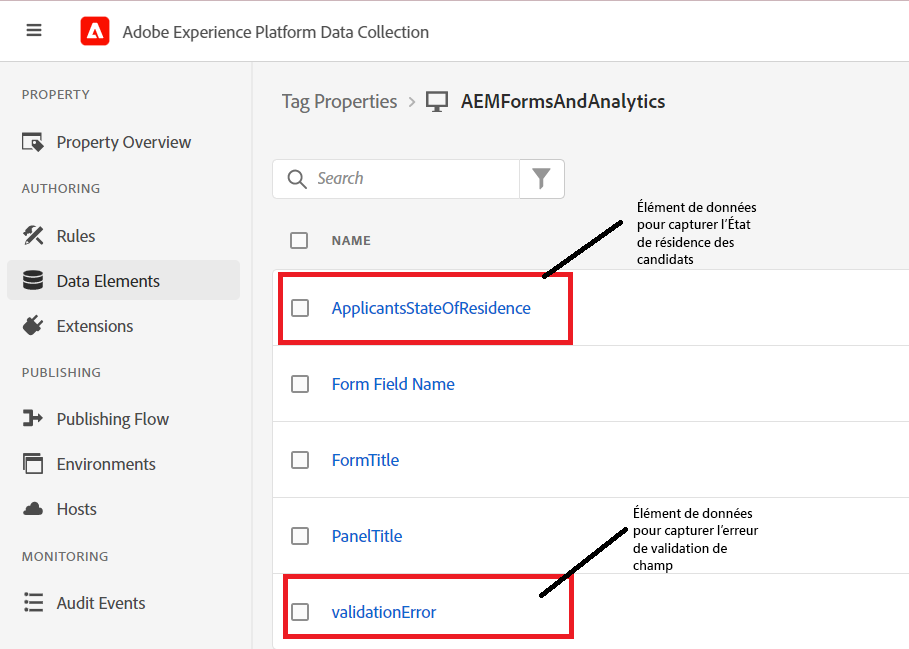 Adobe Experience Platform Data Collection
PROPERTY
Property Overview
AUTHORING
Rules
Data Elements
Extensions
PUBLISHING
Publishing Flow
Environments
Hosts
MONITORING
Audit Events
Tag Properties > AEMFormsAndAnalytics
Search
NAME
Élément de données
pour capturer l'État
de résidence des
candidats
ApplicantsStateOfResidence
Form Field Name
FormTitle
PanelTitle
Élément de données
pour capturer l'erreur
de validation de
champ
validationError